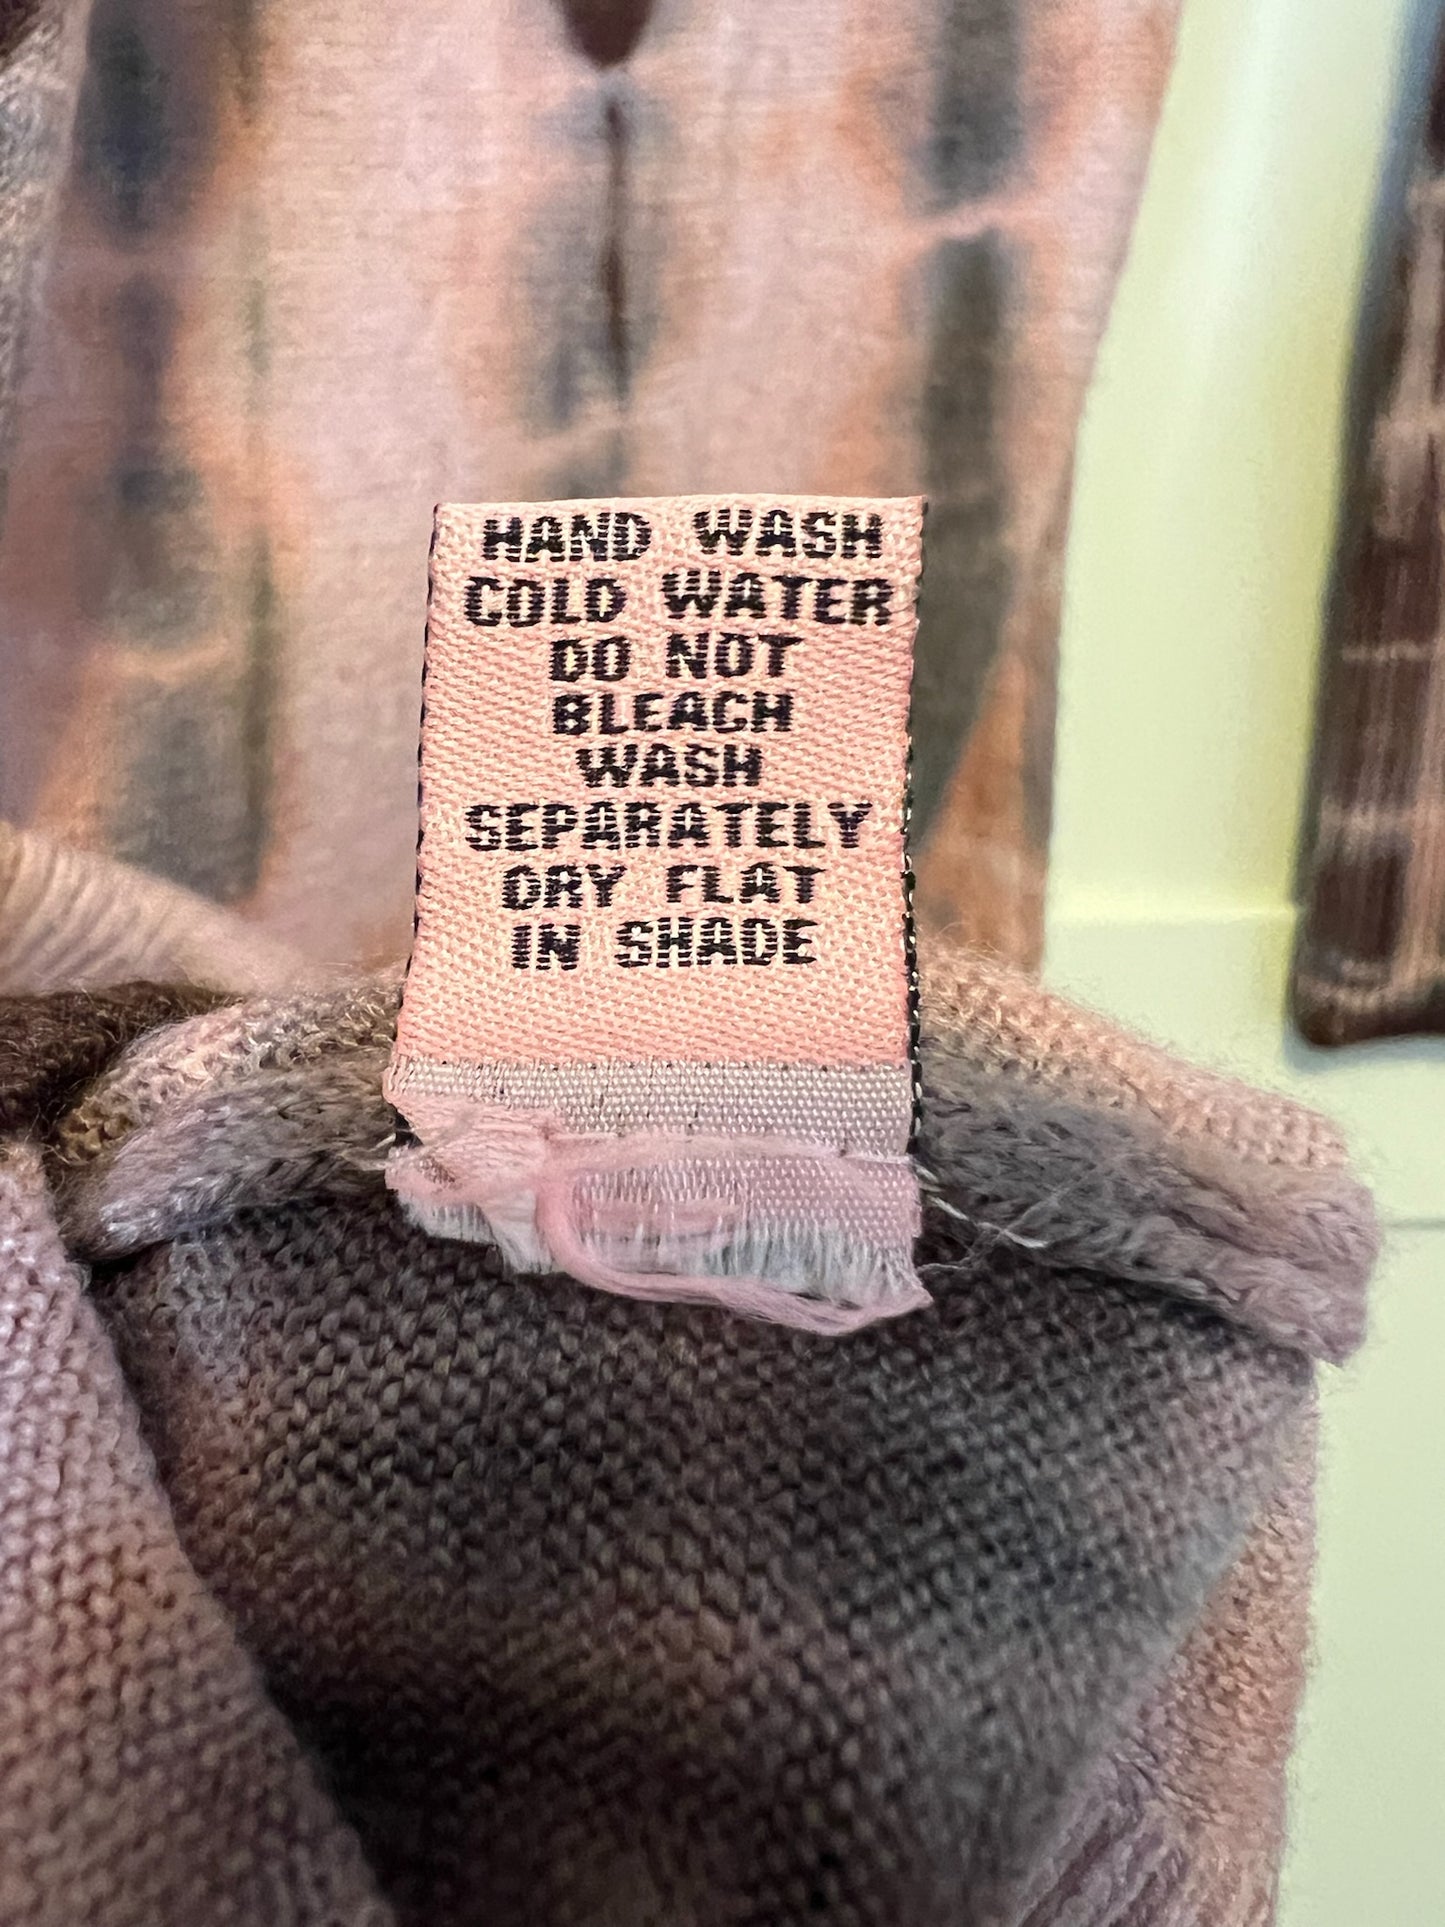 HAND WASH
COLD WATER
DO NOT
BLEACH
WASH
SEPARATELY
DRY FLAT
IN SHADE